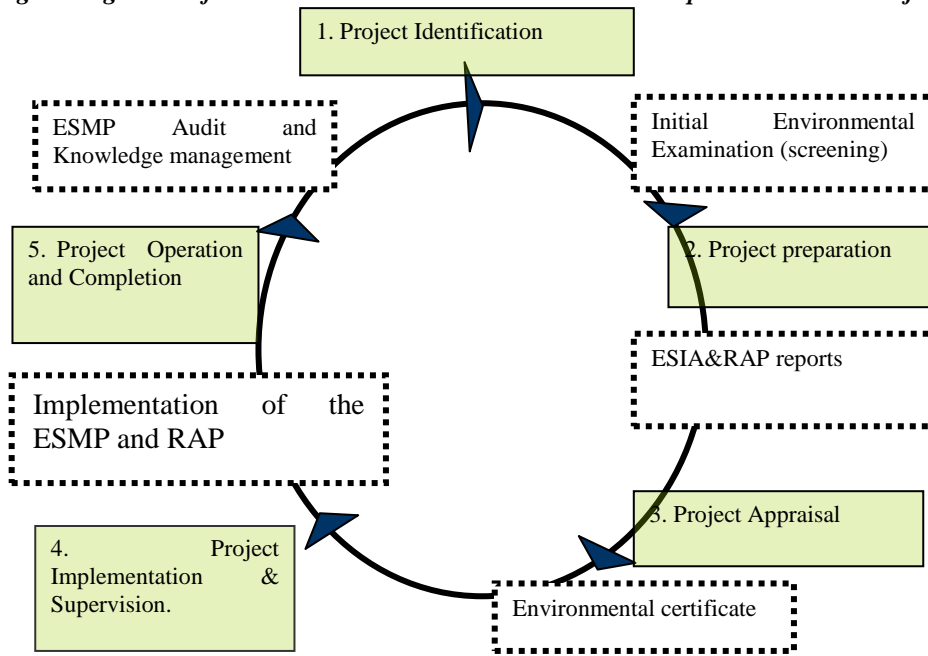 1. Project Identification
Initial Environmental
Examination (screening)
2. Project preparation
ESIA&RAP reports
3. Project Appraisal
Environmental certificate
4. Project
Implementation &
Supervision.
Implementation of the
ESMP and RAP
5. Project Operation
and Completion
ESMP Audit and
Knowledge management